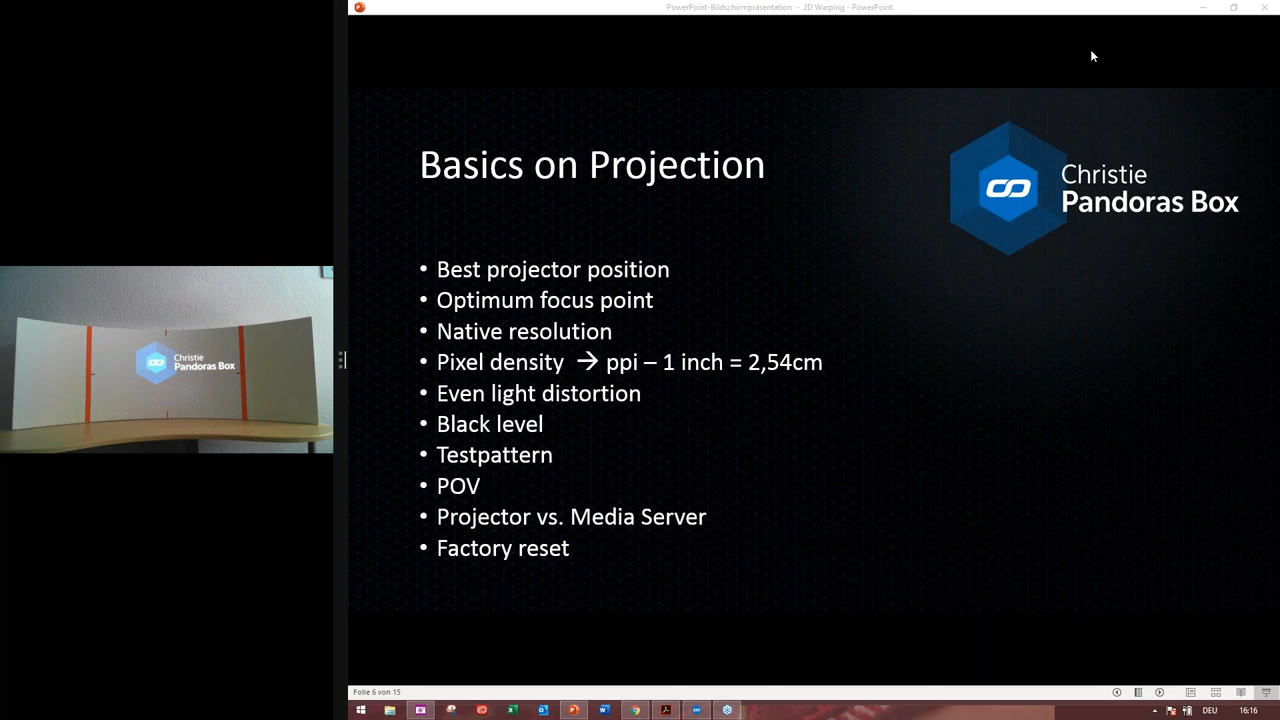 PowerPoint-Bildschirmpräsentation - 2D Warping - PowerPoint
Basics on Projection
Christie
Pandoras Box
• Best projector position
• Optimum focus point
• Native resolution
• Pixel density → ppi – 1 inch = 2,54cm
• Even light distortion
• Black level
• Testpattern
• POV
• Projector vs. Media Server
• Factory reset
Christie
Pandoras Box
Folie 6 von 15
DEU
16:16